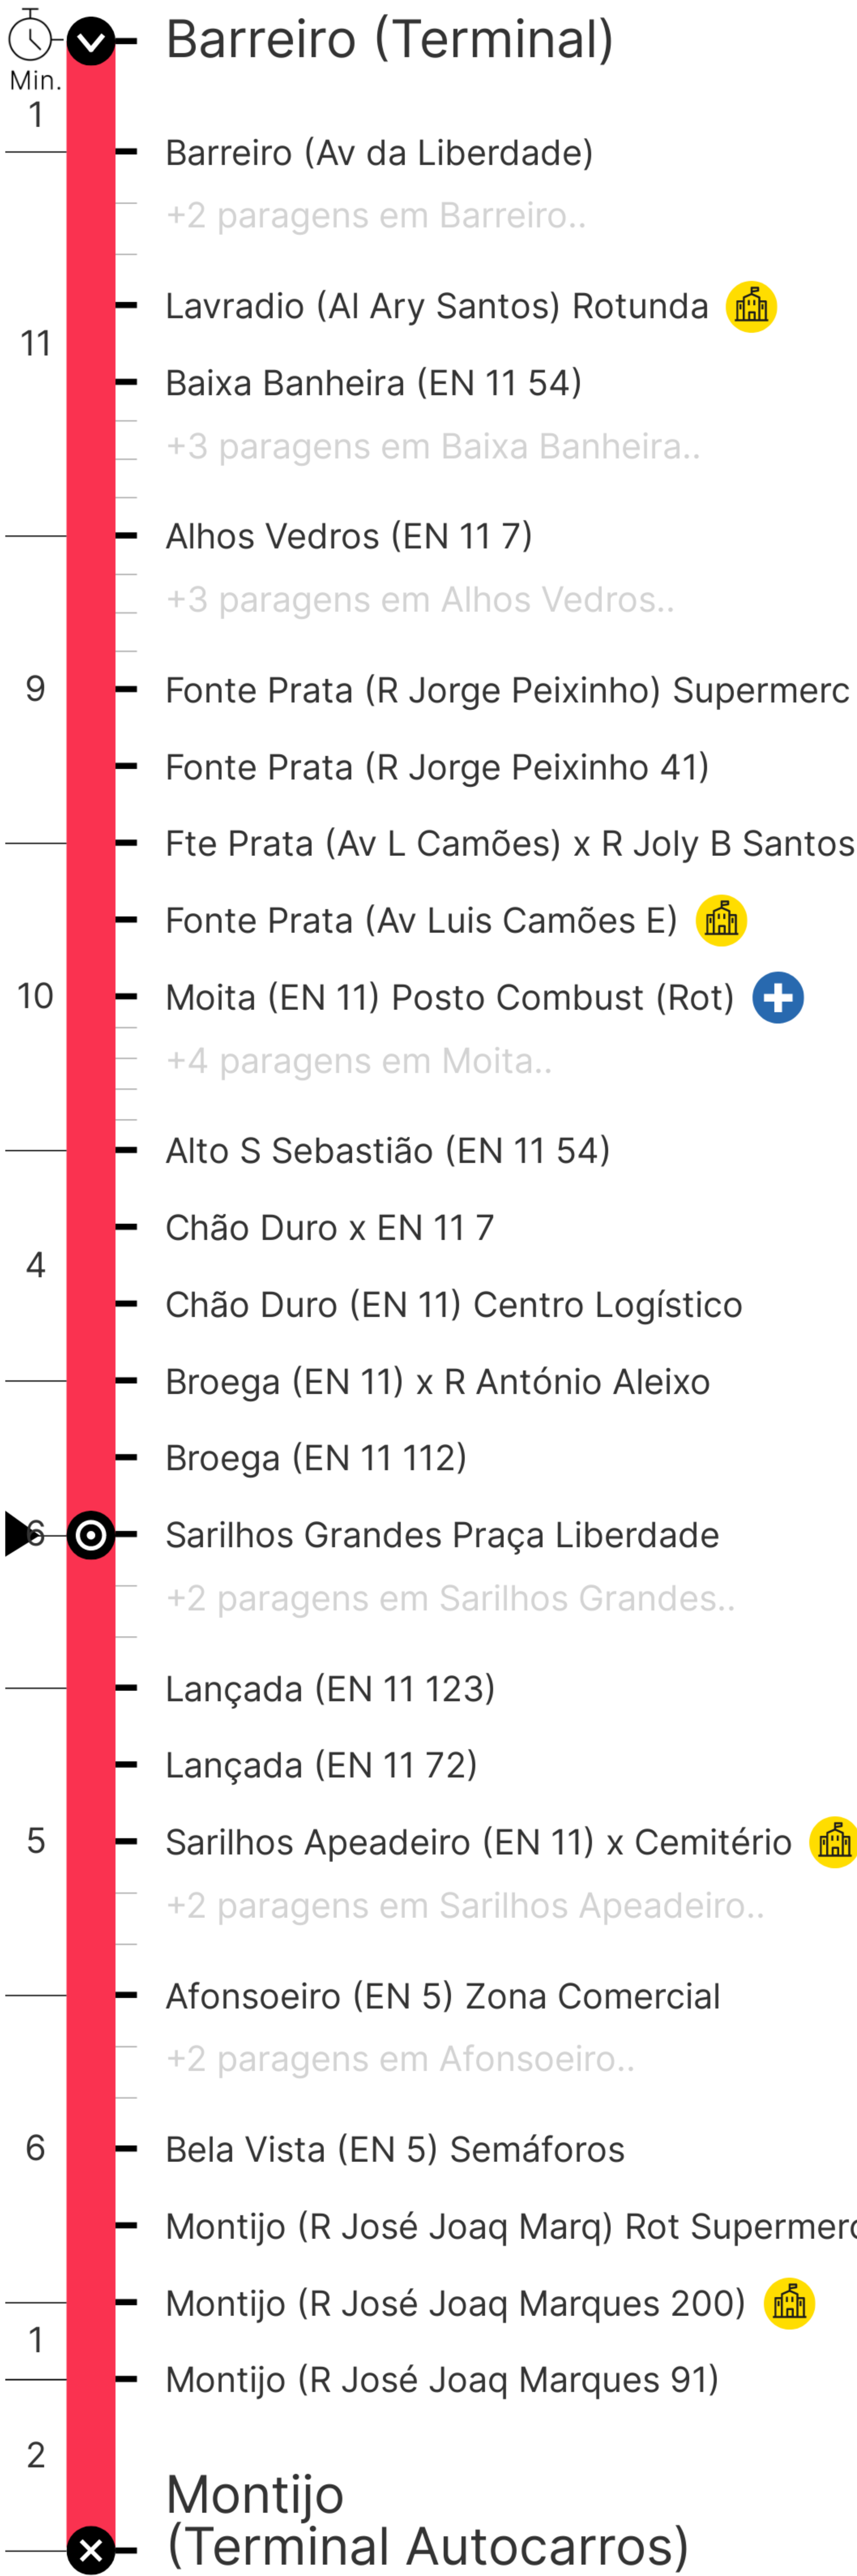 Barreiro (Terminal)
Min.
1
Barreiro (Av da Liberdade)
+2 paragens em Barreiro..
Lavradio (Al Ary Santos) Rotunda
11
Baixa Banheira (EN 11 54)
+3 paragens em Baixa Banheira..
Alhos Vedros (EN 11 7)
+3 paragens em Alhos Vedros..
9
Fonte Prata (R Jorge Peixinho) Supermerc
Fonte Prata (R Jorge Peixinho 41)
Fte Prata (Av L Camões) x R Joly B Santos
Fonte Prata (Av Luis Camões E)
10
Moita (EN 11) Posto Combust (Rot)
+4 paragens em Moita..
Alto S Sebastião (EN 11 54)
Chão Duro x EN 11 7
4
Chão Duro (EN 11) Centro Logístico
Broega (EN 11) x R António Aleixo
Broega (EN 11 112)
6
Sarilhos Grandes Praça Liberdade
+2 paragens em Sarilhos Grandes..
Lançada (EN 11 123)
Lançada (EN 11 72)
5
Sarilhos Apeadeiro (EN 11) x Cemitério
+2 paragens em Sarilhos Apeadeiro..
Afonsoeiro (EN 5) Zona Comercial
+2 paragens em Afonsoeiro..
6
Bela Vista (EN 5) Semáforos
Montijo (R José Joaq Marq) Rot Supermerc
Montijo (R José Joaq Marques 200)
1
Montijo (R José Joaq Marques 91)
2
Montijo
(Terminal Autocarros)